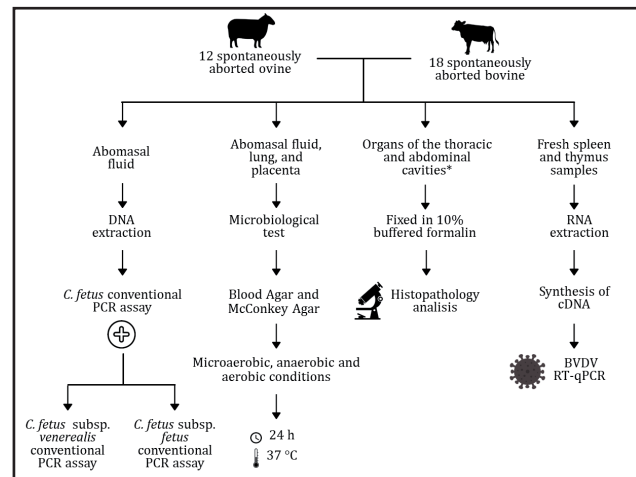 12 spontaneously
aborted ovine
18 spontaneously
aborted bovine
Abomasal
fluid
DNA
extraction
C. fetus conventional
PCR assay
C. fetus subsp.
venerealis
conventional
PCR assay
C. fetus subsp.
fetus
conventional
PCR assay
Abomasal fluid,
lung, and
placenta
Microbiological
test
Blood Agar and
McConkey Agar
Microaerobic, anaerobic and
aerobic conditions
24 h
37 °C
Organs of the thoracic
and abdominal
cavities*
Fixed in 10%
buffered formalin
Histopathology
analisis
Fresh spleen
and thymus
samples
RNA
extraction
Synthesis of
cDNA
BVDV
RT-qPCR